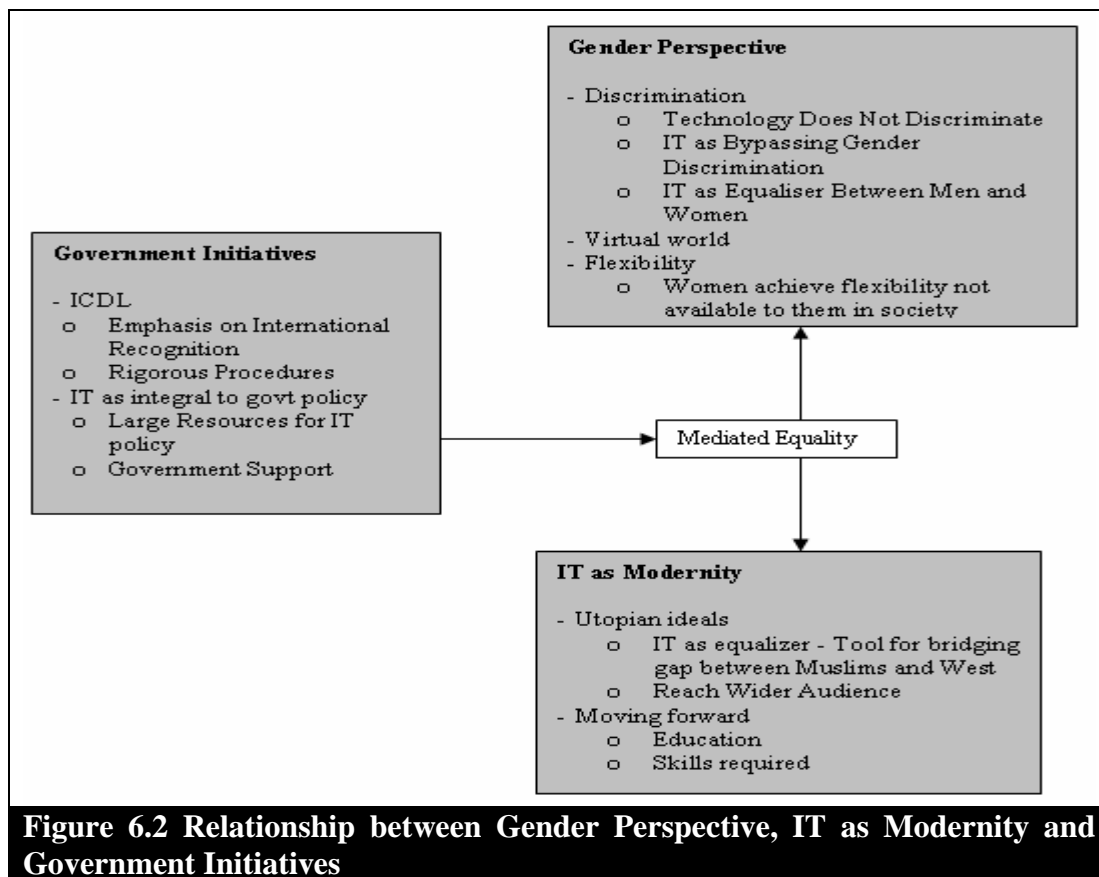 Gender Perspective
- Discrimination
o Technology Does Not Discriminate
o IT as Bypassing Gender
Discrimination
o IT as Equaliser Between Men and
Women
- Virtual world
- Flexibility
o Women achieve flexibility not
available to them in society
Government Initiatives
- ICDL
o Emphasis on International
Recognition
o Rigorous Procedures
- IT as integral to govt policy
o Large Resources for IT
policy
o Government Support
Mediated Equality
IT as Modernity
- Utopian ideals
o IT as equalizer - Tool for bridging
gap between Muslims and West
o Reach Wider Audience
- Moving forward
o Education
o Skills required
Figure 6.2 Relationship between Gender Perspective, IT as Modernity and
Government Initiatives